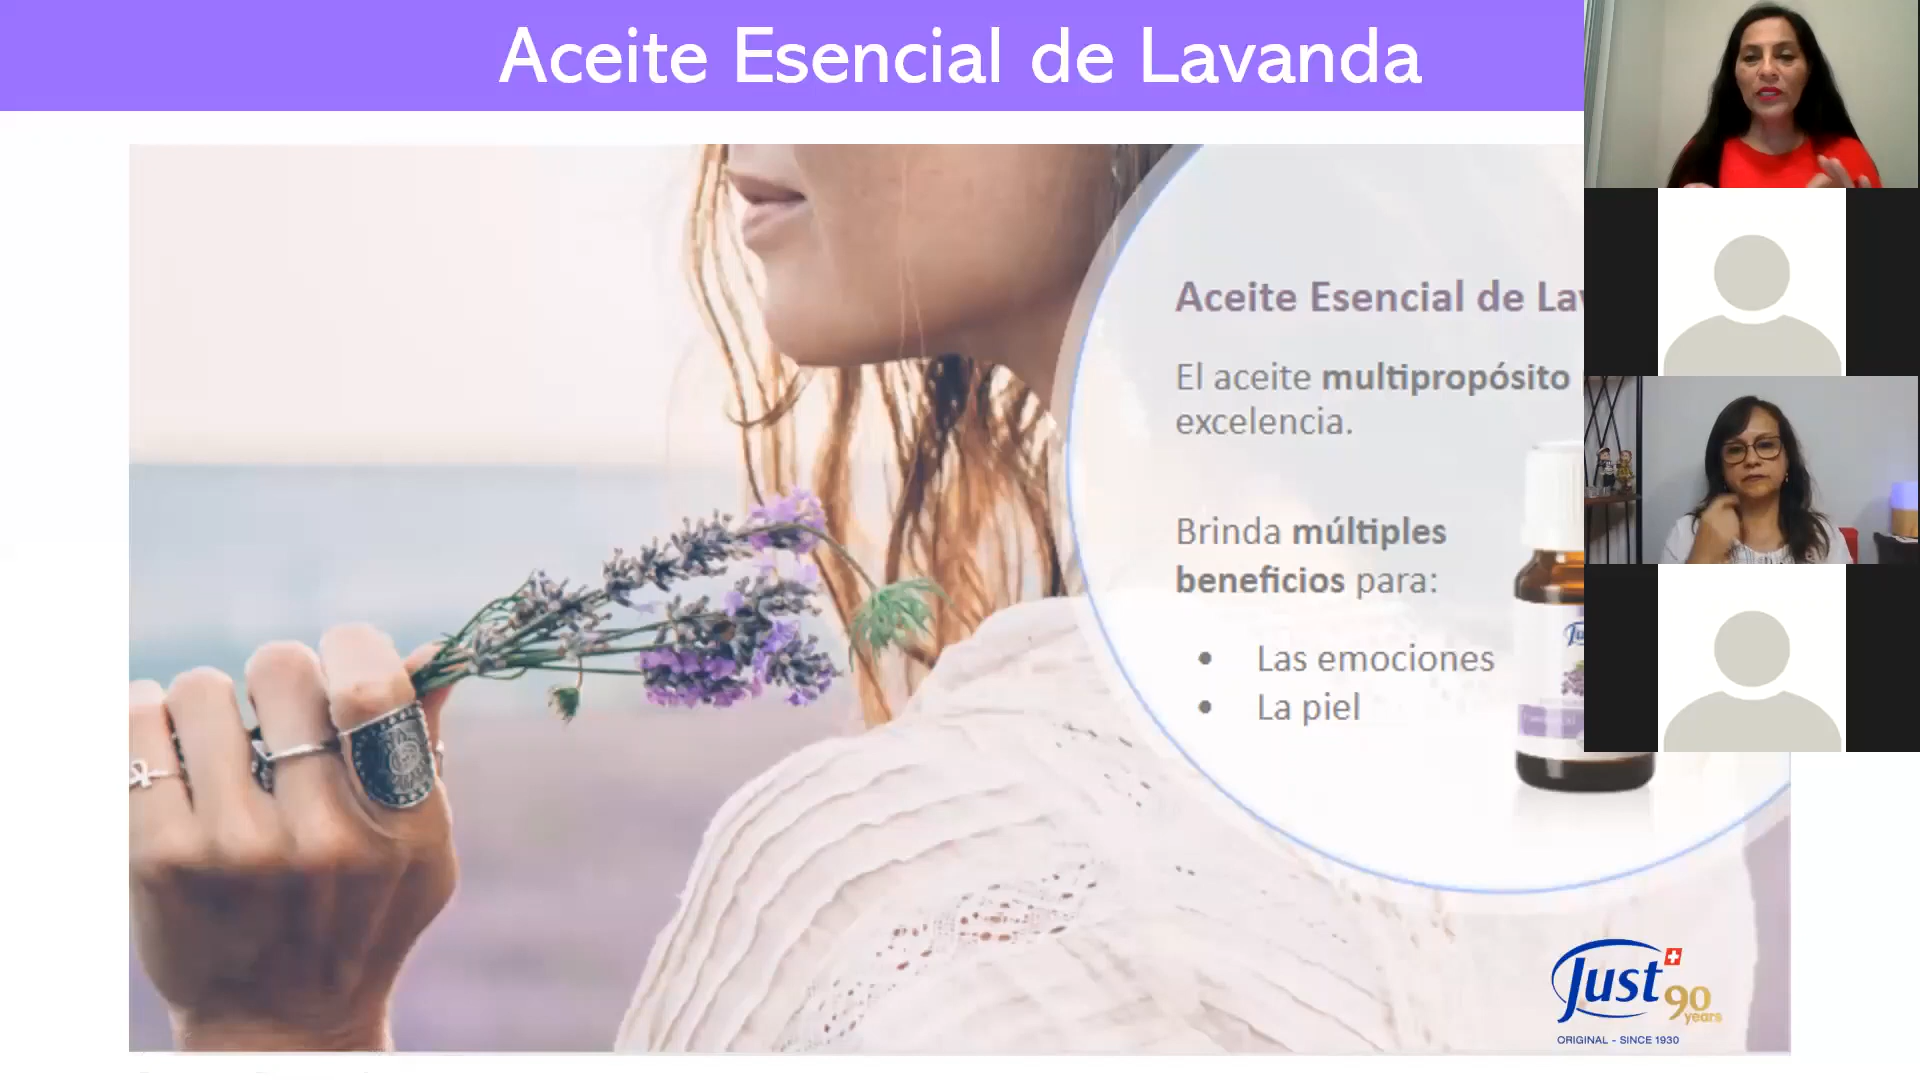 Aceite Esencial de Lavanda
Aceite Esencial de
El aceite multipropósito
excelencia.
Brinda múltiples
beneficios para:
• Las emociones
• La piel
Just
90
years
ORIGINAL - SINCE 1930